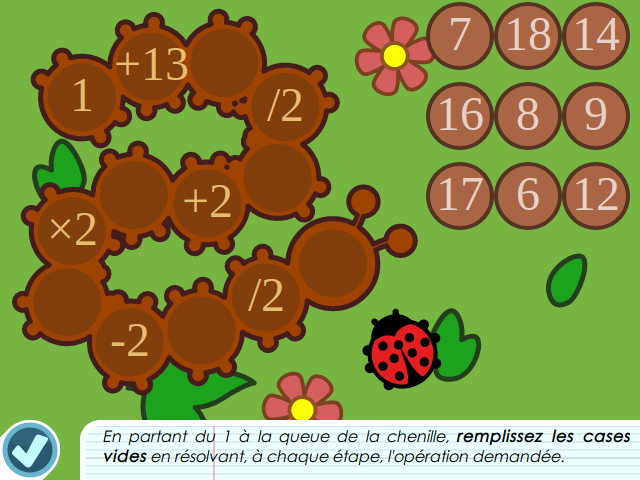 1 +13 /2
7 18 14
16 8 9
×2 +2
17 6 12
-2 /2
En partant du 1 à la queue de la chenille, remplissez les cases
vides en résolvant, à chaque étape, l'opération demandée.